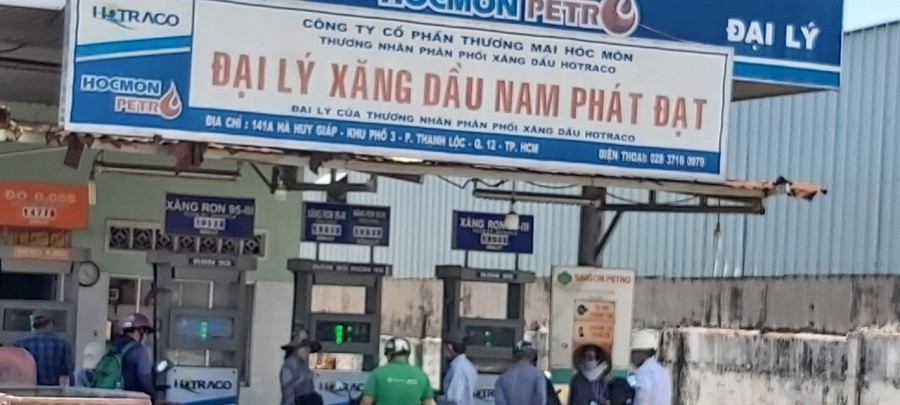 HOCMON PETRO
ĐẠI LÝ
HOTRACO
HOCMON
PETRO
CÔNG TY CỔ PHẦN THƯƠNG MẠI HÓC MÔN
THƯƠNG NHÂN PHÂN PHỐI XĂNG DẦU HOTRACO
ĐẠI LÝ XĂNG DẦU NAM PHÁT ĐẠT
ĐẠI LÝ CỦA THƯƠNG NHÂN PHÂN PHỐI XĂNG DẦU HOTRACO
ĐỊA CHỈ : 141A HÀ HUY GIÁP - KHU PHỐ 3 - P. THẠNH LỘC - Q. 12 - TP. HCM
ĐIỆN THOẠI: 028 3716 0979
DO 0.05S
14778
XĂNG RON 95-III
XĂNG RON
SAIGON PETRO
HOTRACO